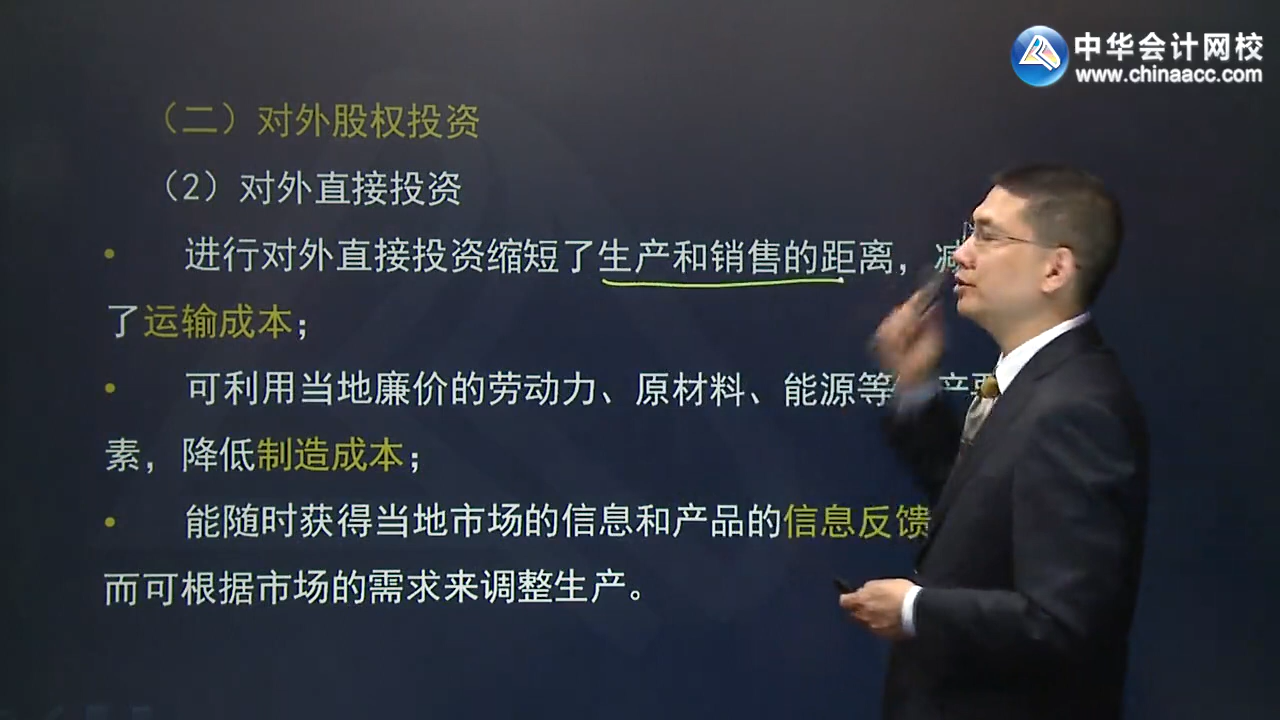 中华会计网校
www.chinaacc.com
（二）对外股权投资
（2）对外直接投资
• 进行对外直接投资缩短了生产和销售的距离，减
了运输成本；
• 可利用当地廉价的劳动力、原材料、能源等 产要
素，降低制造成本；
• 能随时获得当地市场的信息和产品的信息反馈
而可根据市场的需求来调整生产。